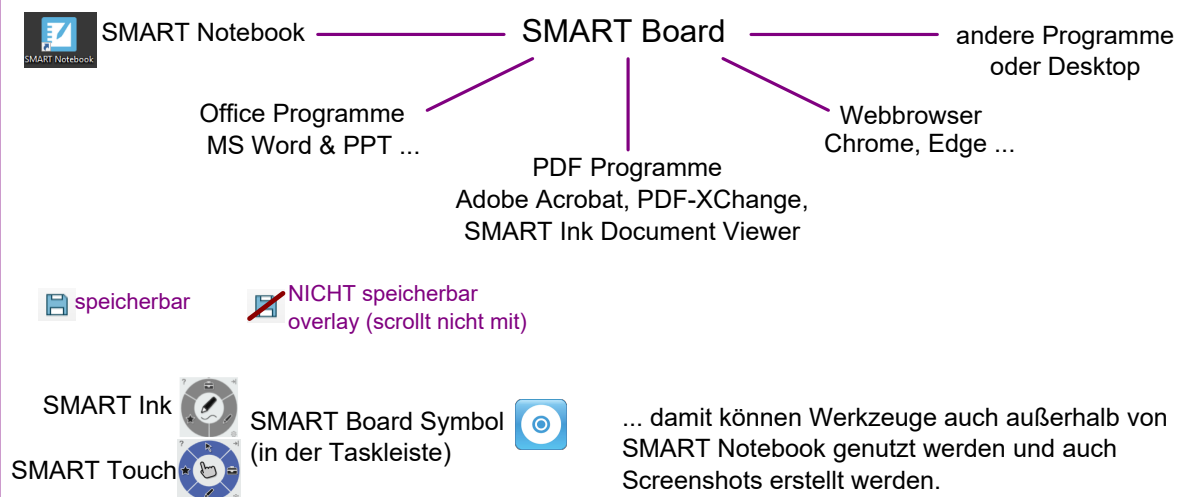 SMART Notebook
SMART Notebook
SMART Board
andere Programme
oder Desktop
Office Programme
MS Word & PPT ...
PDF Programme
Adobe Acrobat, PDF-XChange,
SMART Ink Document Viewer
Webbrowser
Chrome, Edge ...
speicherbar
NICHT speicherbar
overlay (scrollt nicht mit)
SMART Ink
?
SMART Touch
?
SMART Board Symbol
(in der Taskleiste)
... damit können Werkzeuge auch außerhalb von
SMART Notebook genutzt werden und auch
Screenshots erstellt werden.